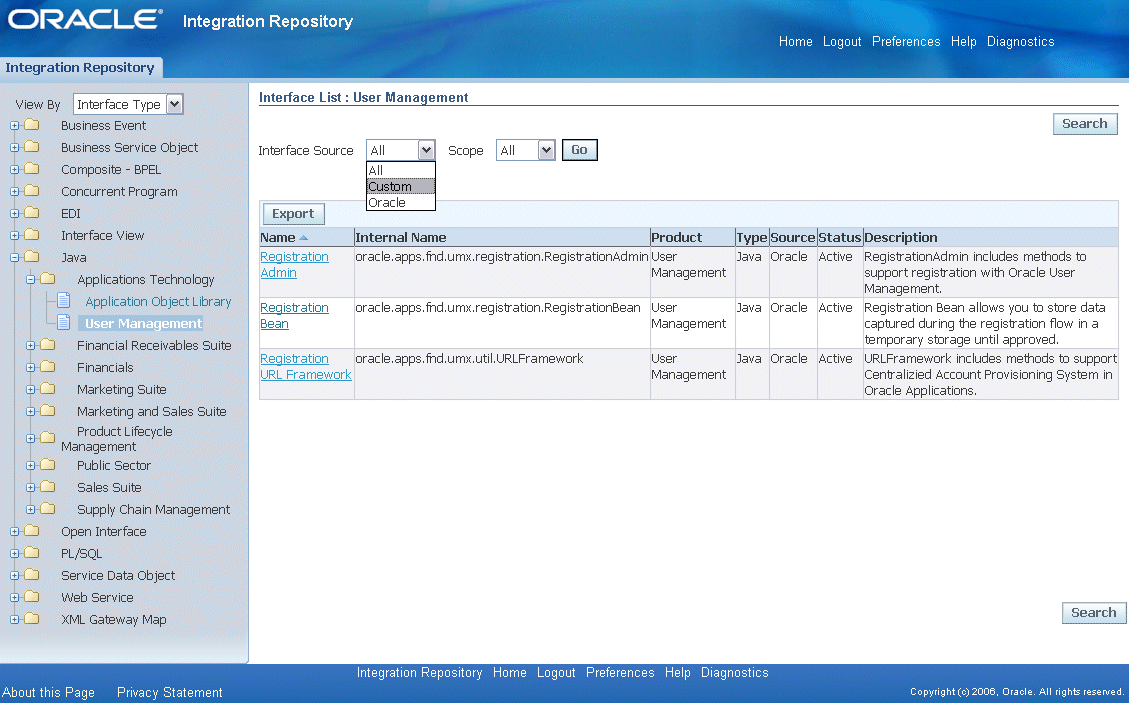 ORACLE® Integration Repository
Home Logout Preferences Help Diagnostics
Integration Repository
View By Interface Type
Business Event
Business Service Object
Composite - BPEL
Concurrent Program
EDI
Interface View
Java
Applications Technology
Application Object Library
User Management
Financial Receivables Suite
Financials
Marketing Suite
Marketing and Sales Suite
Product Lifecycle
Management
Public Sector
Sales Suite
Supply Chain Management
Open Interface
PL/SQL
Service Data Object
Web Service
XML Gateway Map
Interface List : User Management
Search
Interface Source All Scope All Go
All
Custom
Oracle
Export
Name Internal Name Product Type Source Status Description
Registration oracle.apps.fnd.umx.registration.RegistrationAdmin User Java Oracle Active RegistrationAdmin includes methods to
Admin Management support registration with Oracle User
Management.
Registration oracle.apps.fnd.umx.registration.RegistrationBean User Java Oracle Active Registration Bean allows you to store data
Bean Management captured during the registration flow in a
temporary storage until approved.
Registration oracle.apps.fnd.umx.util.URLFramework User Java Oracle Active URLFramework includes methods to support
URL Framework Management Centralizied Account Provisioning System in
Oracle Applications.
Search
Integration Repository Home Logout Preferences Help Diagnostics
About this Page Privacy Statement Copyright (c) 2006, Oracle. All rights reserved.